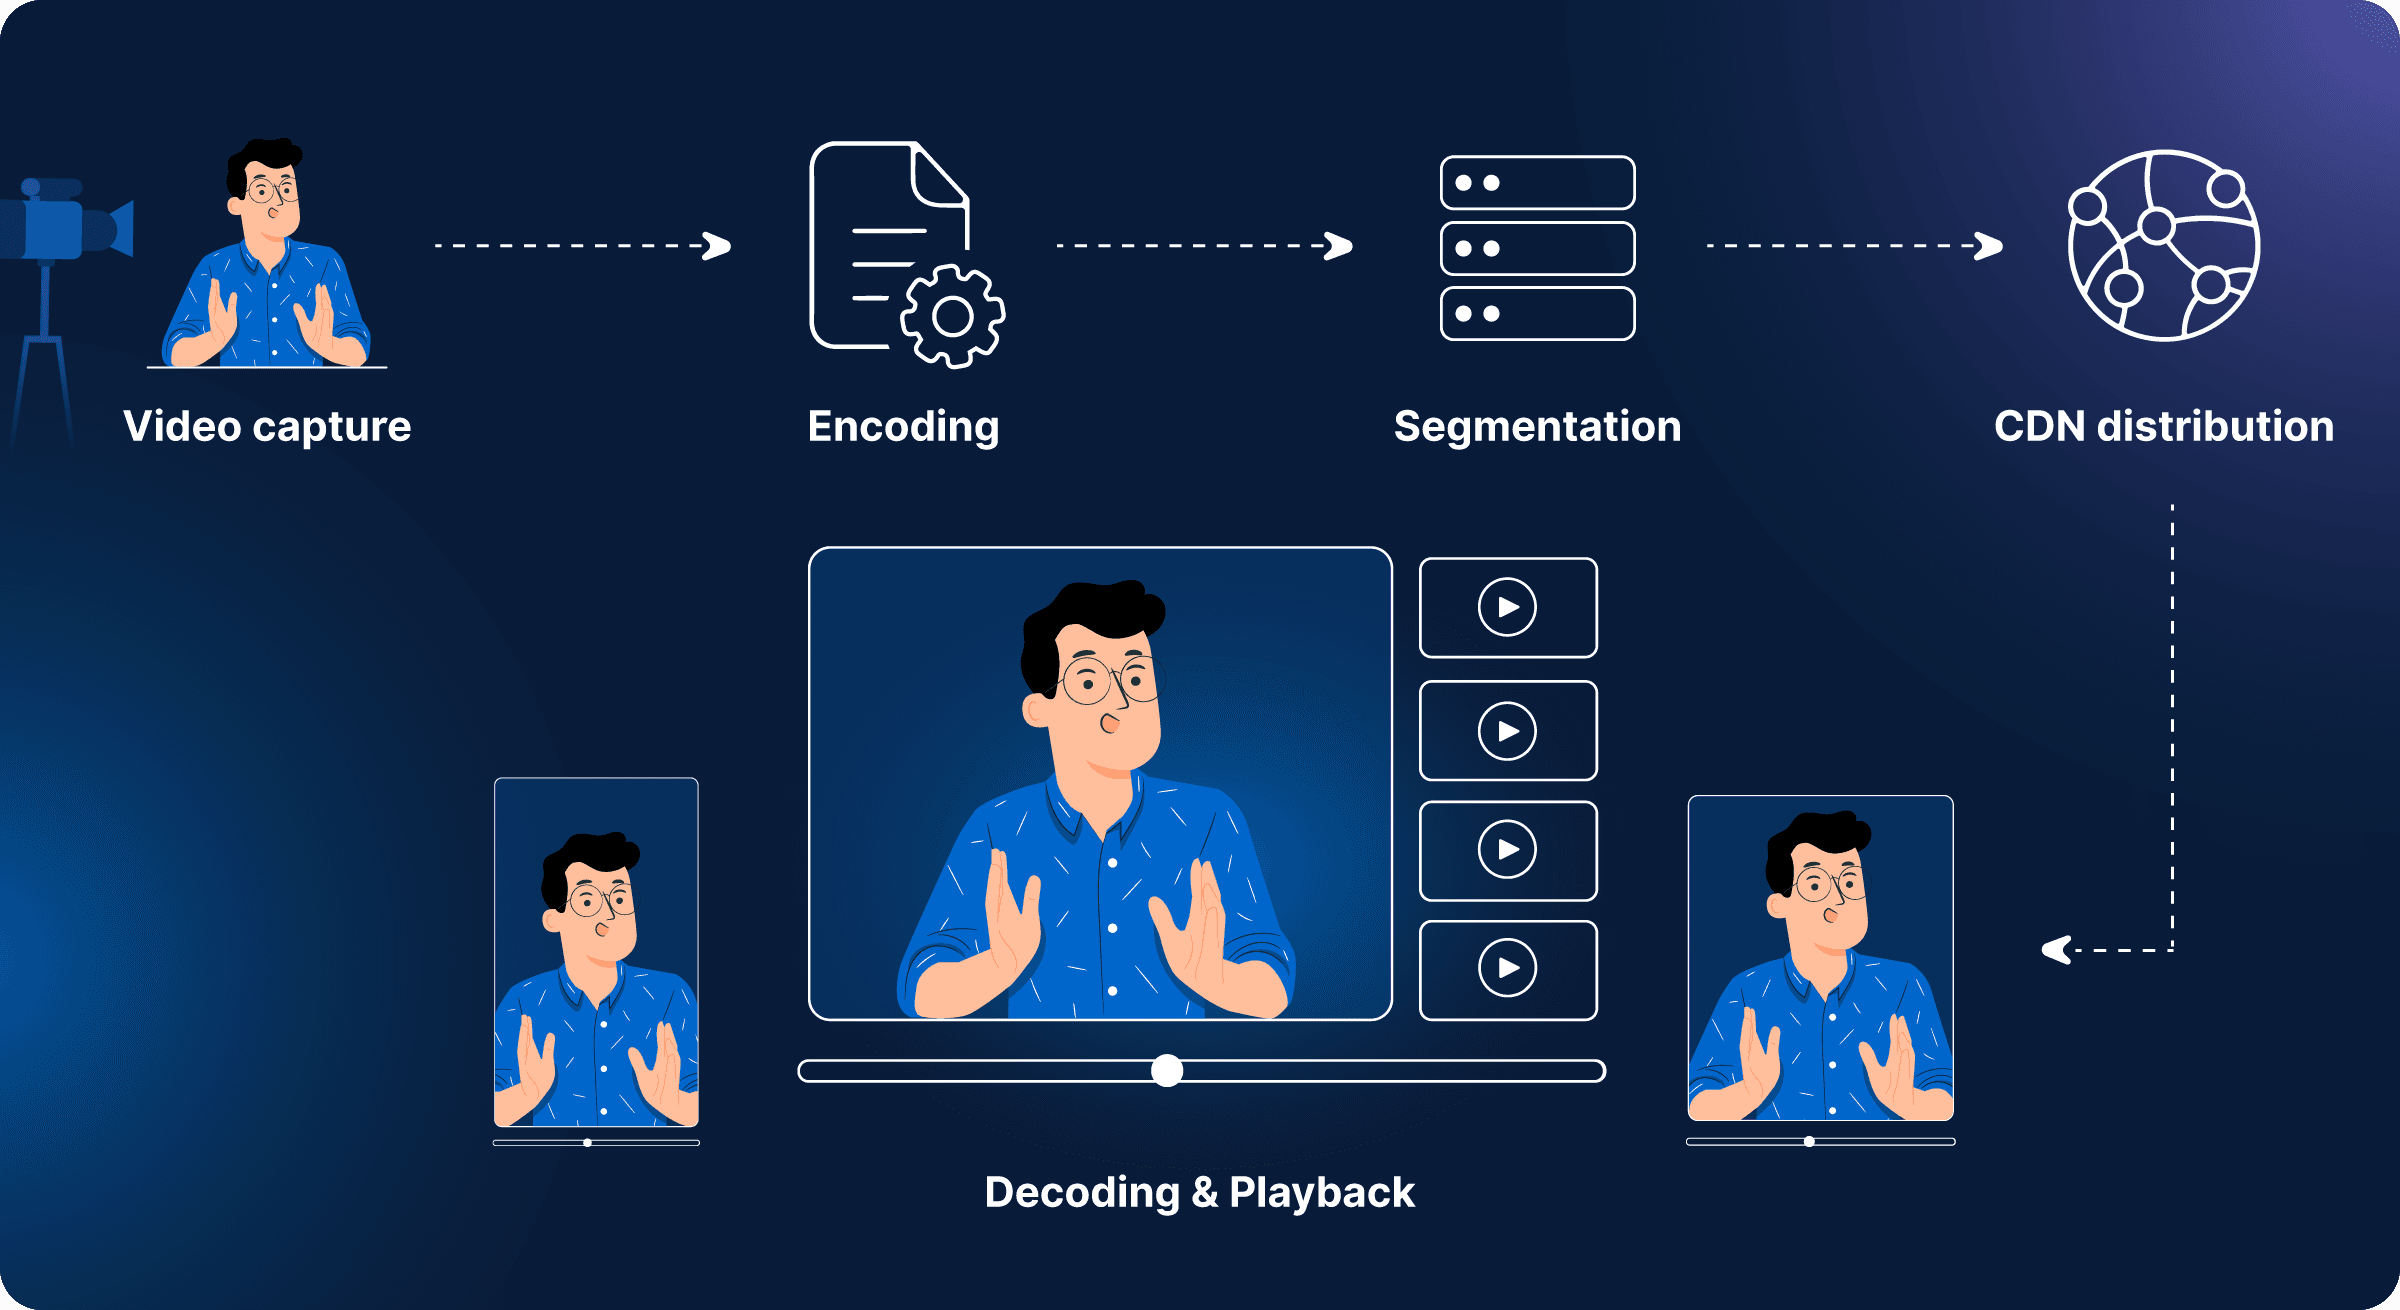 Video capture
Encoding
Segmentation
CDN distribution
Decoding & Playback